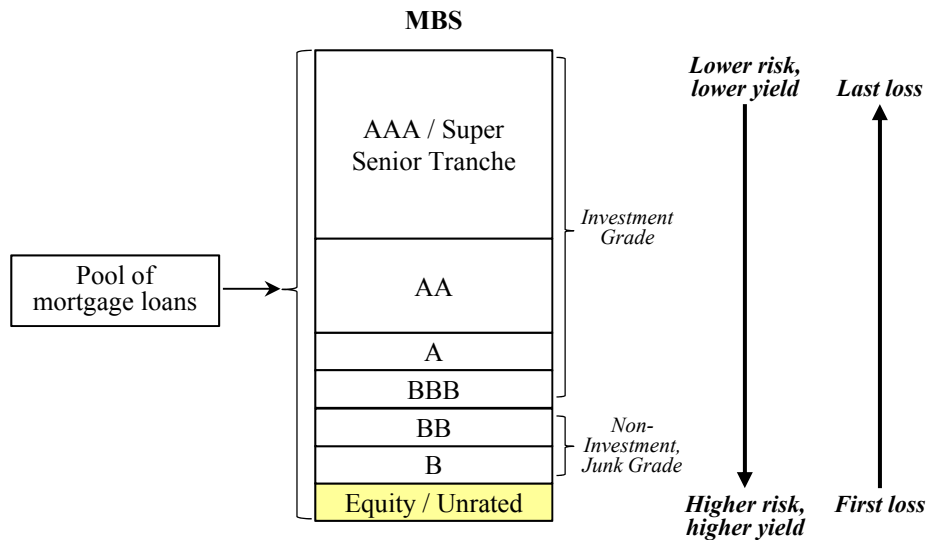 MBS
AAA / Super
Senior Tranche
AA
A
BBB
BB
B
Equity / Unrated
Pool of
mortgage loans
Investment
Grade
Non-
Investment,
Junk Grade
Lower risk,
lower yield
Higher risk,
higher yield
Last loss
First loss